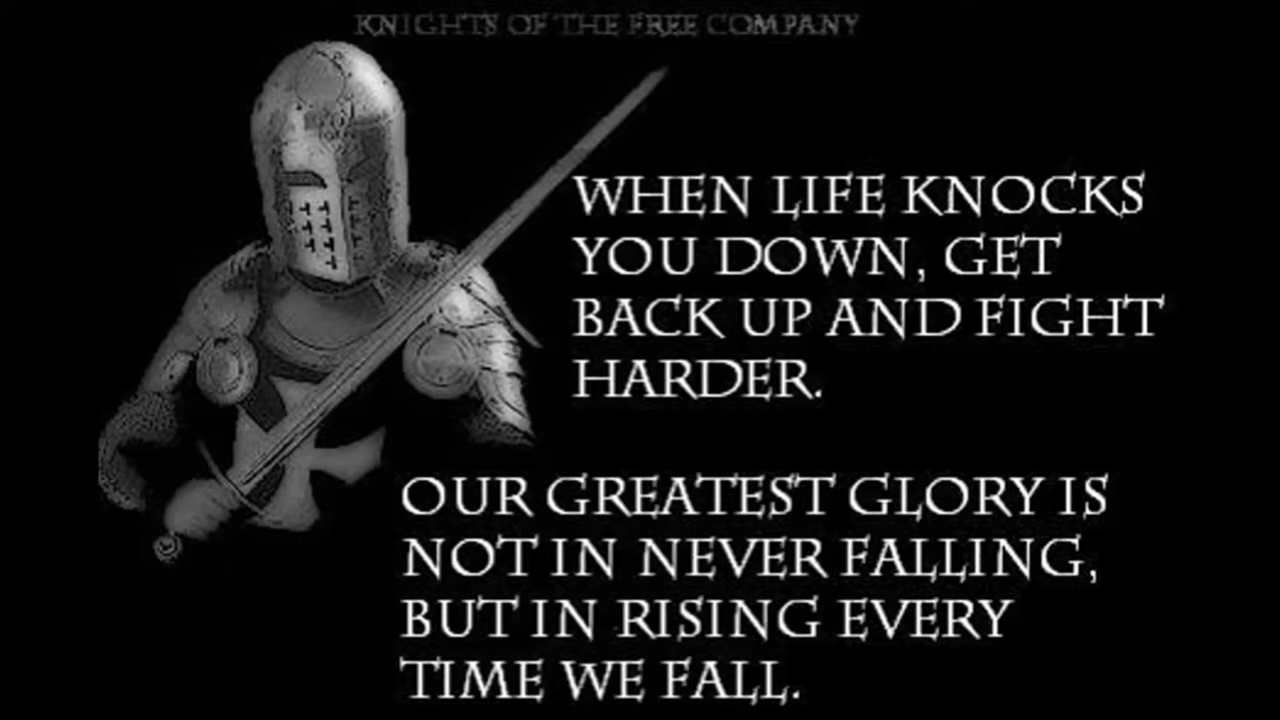 KNIGHTS OF THE FREE COMPANY
WHEN LIFE KNOCKS
YOU DOWN, GET
BACK UP AND FIGHT
HARDER.
OUR GREATEST GLORY IS
NOT IN NEVER FALLING,
BUT IN RISING EVERY
TIME WE FALL.